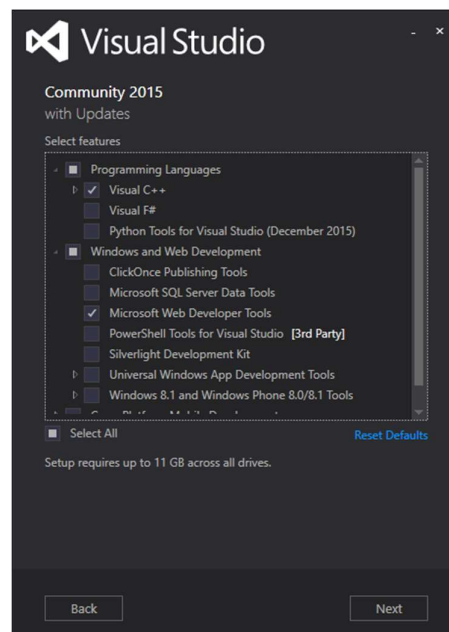 Visual Studio
Community 2015
with Updates
Select features
Programming Languages
Visual C++
Visual F#
Python Tools for Visual Studio (December 2015)
Windows and Web Development
ClickOnce Publishing Tools
Microsoft SQL Server Data Tools
Microsoft Web Developer Tools
PowerShell Tools for Visual Studio [3rd Party]
Silverlight Development Kit
Universal Windows App Development Tools
Windows 8.1 and Windows Phone 8.0/8.1 Tools
Select All
Reset Defaults
Setup requires up to 11 GB across all drives.
Back
Next